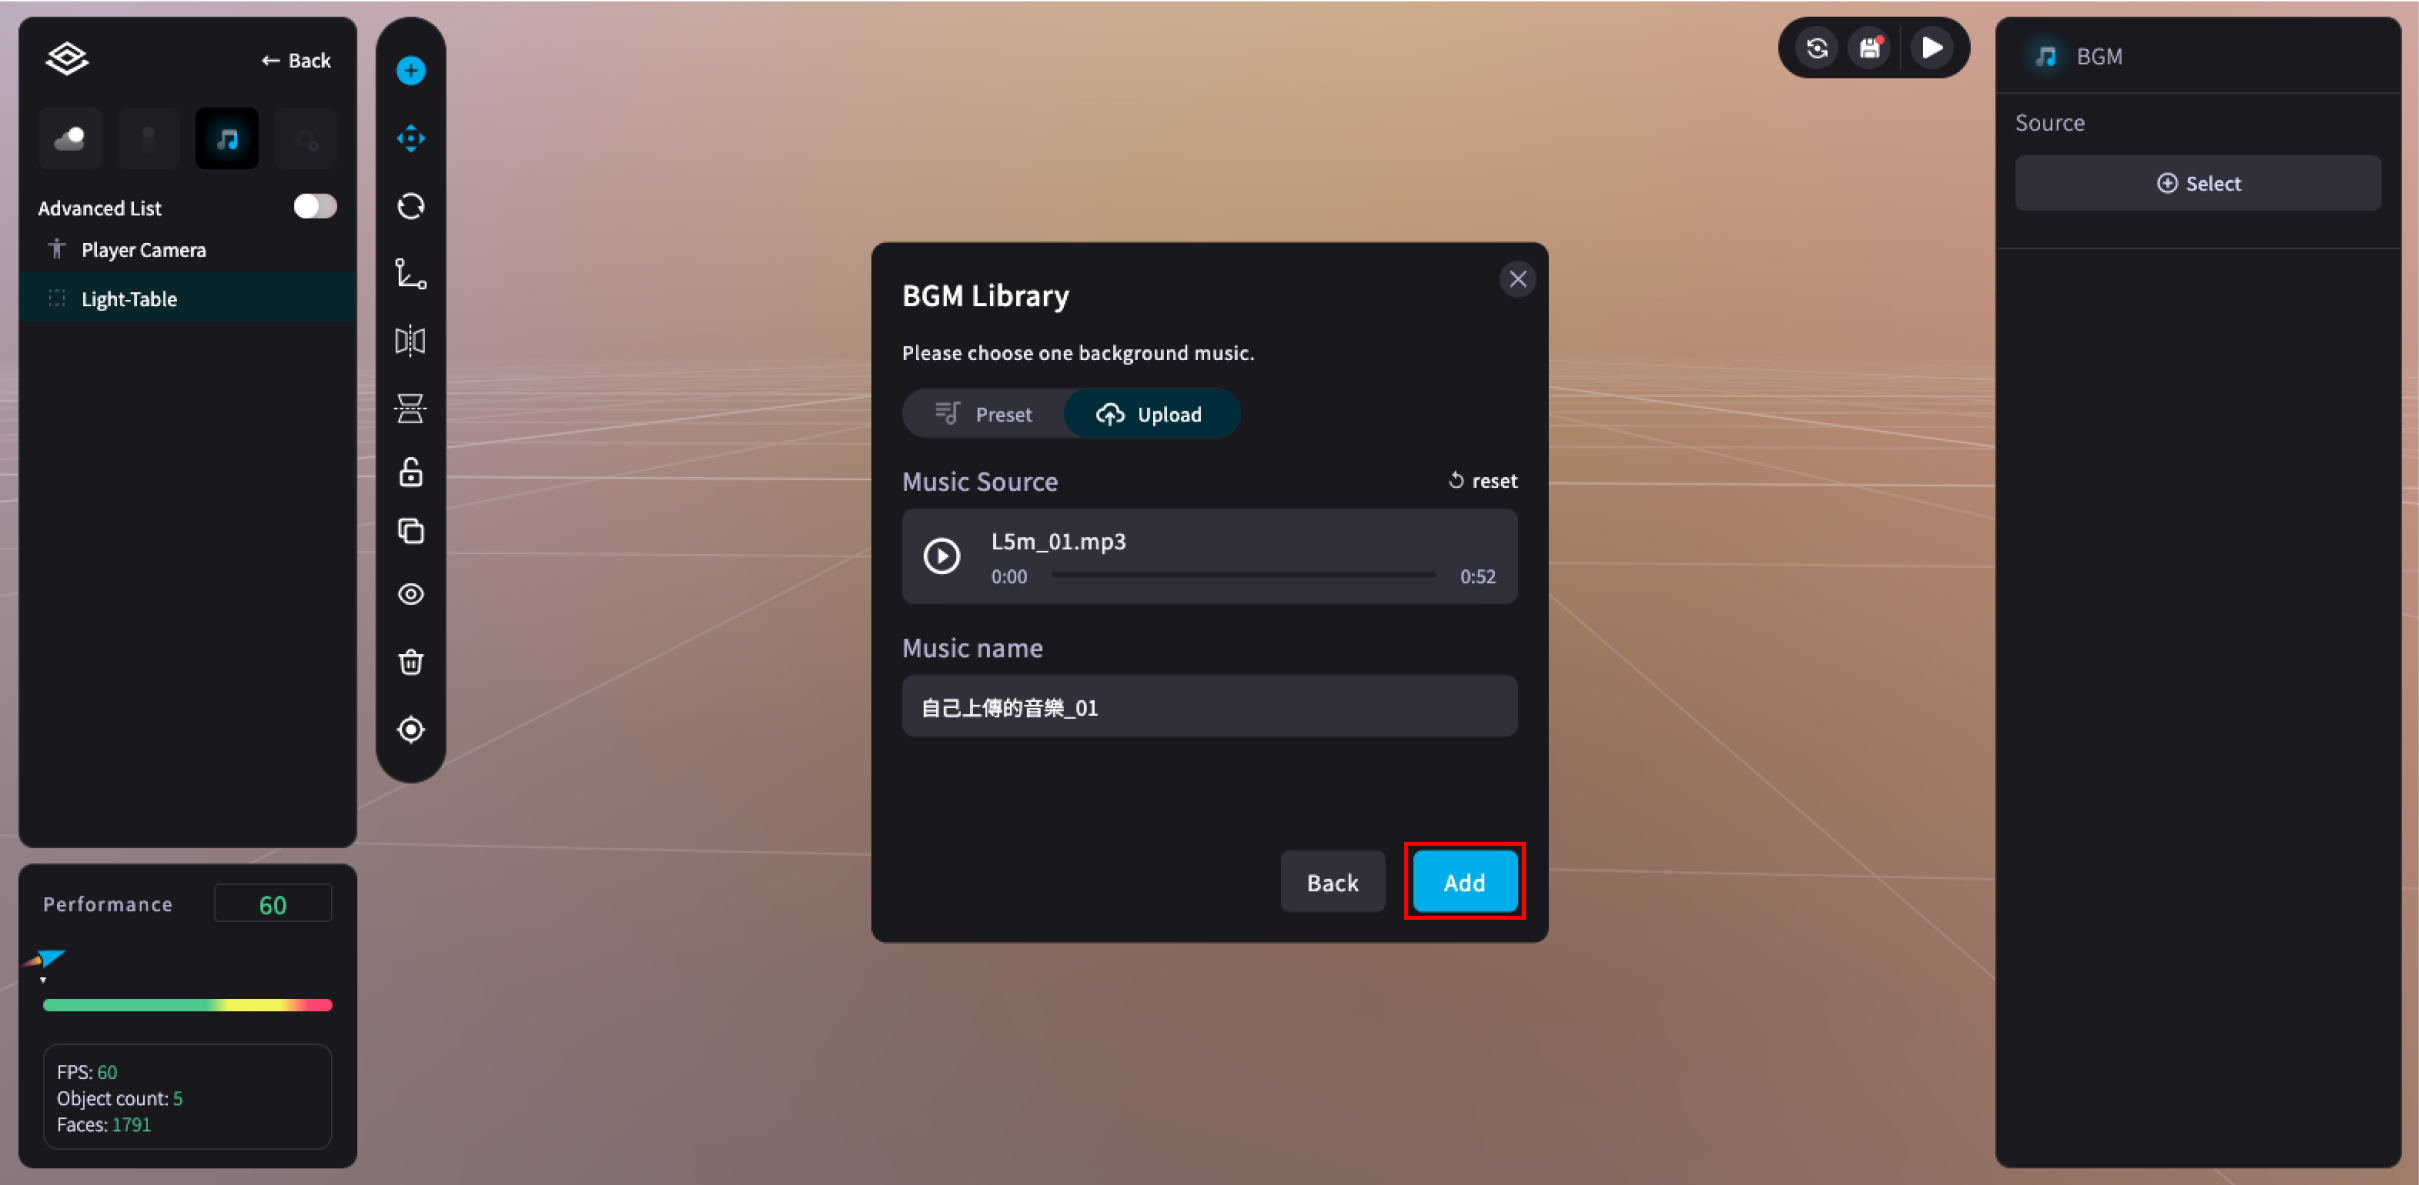 ← Back
Advanced List
Player Camera
Light-Table
Performance 60
FPS: 60
Object count: 5
Faces: 1791
BGM Library
Please choose one background music.
Preset Upload
Music Source reset
L5m_01.mp3
0:00 0:52
Music name
自己上傳的音樂_01
Back Add
BGM
Source
Select